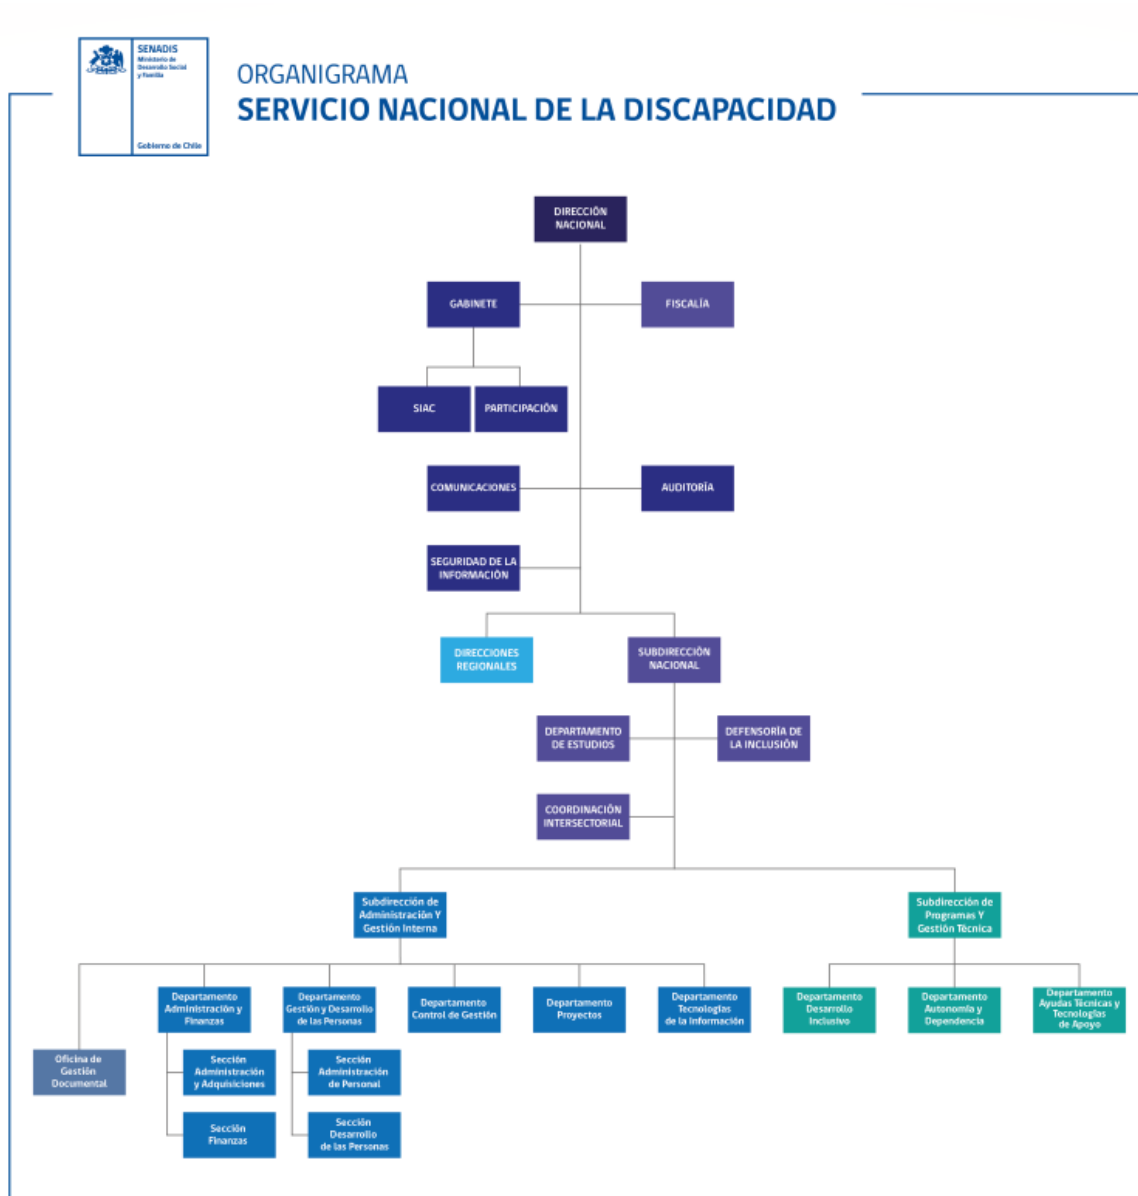 SENADIS
Ministerio de
Desarrollo Social
y Familia
Gobierno de Chile
ORGANIGRAMA
SERVICIO NACIONAL DE LA DISCAPACIDAD
DIRECCIÓN
NACIONAL
GABINETE
FISCALÍA
SIAC
PARTICIPACIÓN
COMUNICACIONES
AUDITORÍA
SEGURIDAD DE LA
INFORMACIÓN
DIRECCIONES
REGIONALES
SUBDIRECCIÓN
NACIONAL
DEPARTAMENTO
DE ESTUDIOS
DEFENSORÍA DE
LA INCLUSIÓN
COORDINACIÓN
INTERSECTORIAL
Subdirección de
Administración Y
Gestión Interna
Subdirección de
Programas Y
Gestión Técnica
Departamento
Administración y
Finanzas
Departamento
Gestión y Desarrollo
de las Personas
Departamento
Control de Gestión
Departamento
Proyectos
Departamento
Tecnologías
de la Información
Departamento
Desarrollo
Inclusivo
Departamento
Autonomía y
Dependencia
Departamento
Ayudas Técnicas y
Tecnologías
de Apoyo
Oficina de
Gestión
Documental
Sección
Administración
y Adquisiciones
Sección
Administración
de Personal
Sección
Finanzas
Sección
Desarrollo
de las Personas